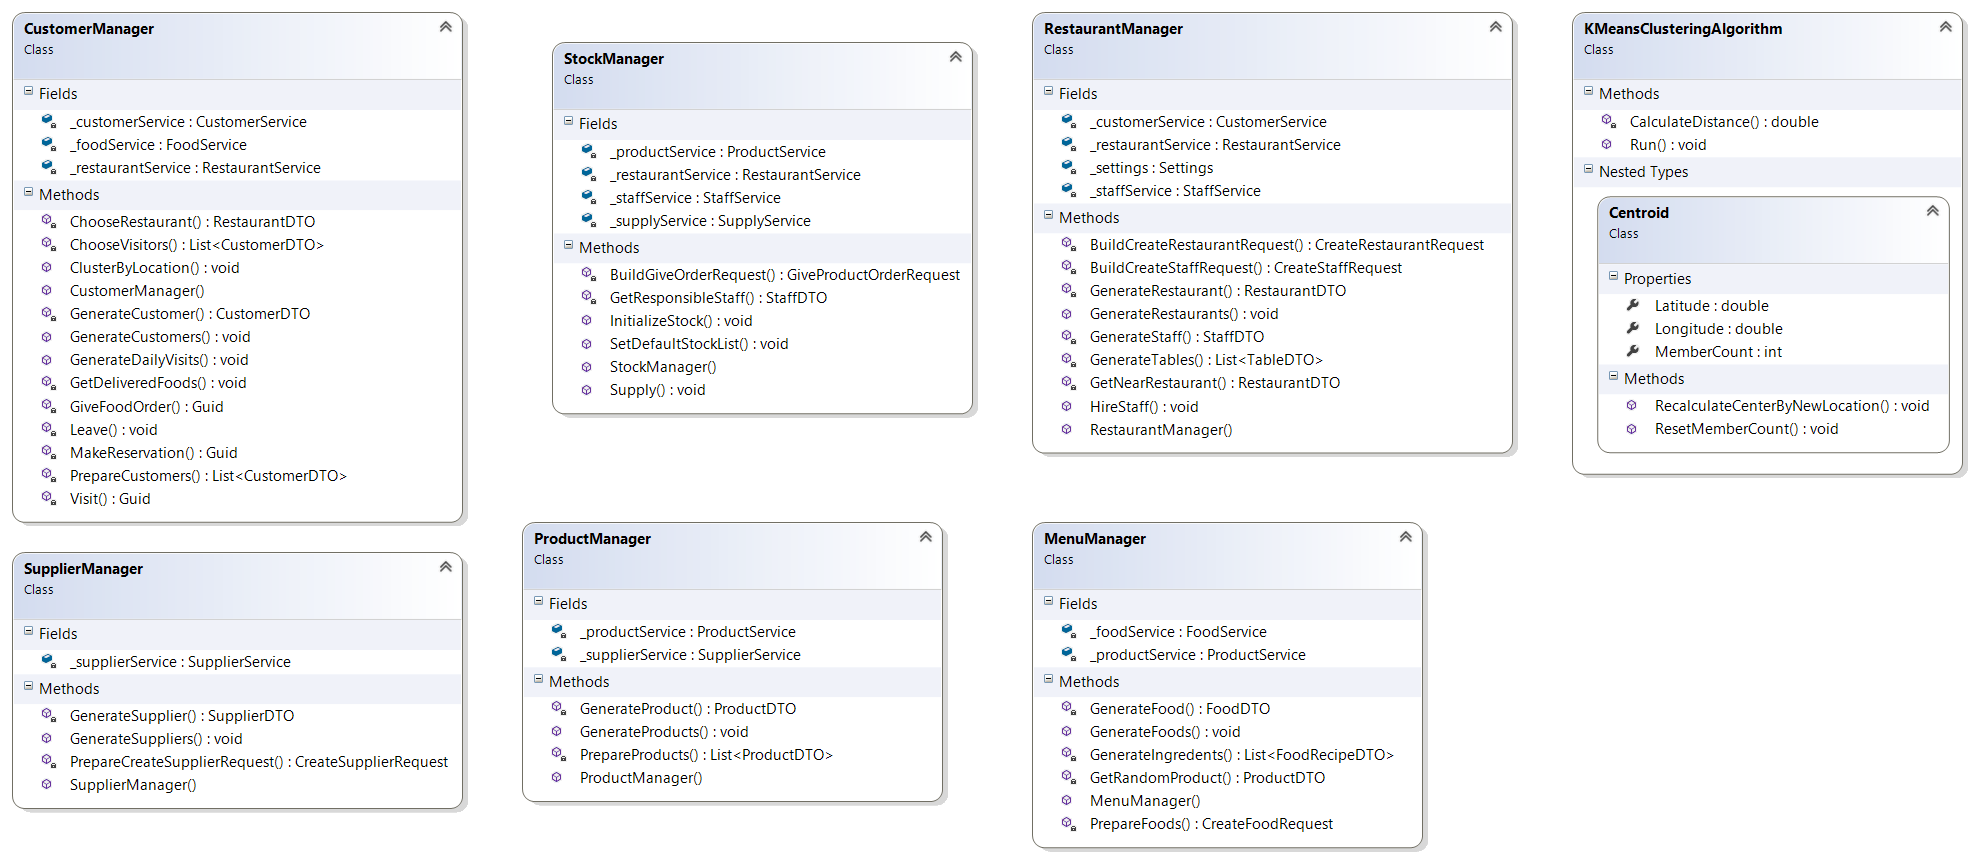 CustomerManager
Class
Fields
_customerService : CustomerService
_foodService : FoodService
_restaurantService : RestaurantService
Methods
ChooseRestaurant() : RestaurantDTO
ChooseVisitors() : List<CustomerDTO>
ClusterByLocation() : void
CustomerManager()
GenerateCustomer() : CustomerDTO
GenerateCustomers() : void
GenerateDailyVisits() : void
GetDeliveredFoods() : void
GiveFoodOrder() : Guid
Leave() : void
MakeReservation() : Guid
PrepareCustomers() : List<CustomerDTO>
Visit() : Guid
StockManager
Class
Fields
_productService : ProductService
_restaurantService : RestaurantService
_staffService : StaffService
_supplyService : SupplyService
Methods
BuildGiveOrderRequest() : GiveProductOrderRequest
GetResponsibleStaff() : StaffDTO
InitializeStock() : void
SetDefaultStockList() : void
StockManager()
Supply() : void
RestaurantManager
Class
Fields
_customerService : CustomerService
_restaurantService : RestaurantService
_settings : Settings
_staffService : StaffService
Methods
BuildCreateRestaurantRequest() : CreateRestaurantRequest
BuildCreateStaffRequest() : CreateStaffRequest
GenerateRestaurant() : RestaurantDTO
GenerateRestaurants() : void
GenerateStaff() : StaffDTO
GenerateTables() : List<TableDTO>
GetNearRestaurant() : RestaurantDTO
HireStaff() : void
RestaurantManager()
KMeansClusteringAlgorithm
Class
Methods
CalculateDistance() : double
Run() : void
Nested Types
Centroid
Class
Properties
Latitude : double
Longitude : double
MemberCount : int
Methods
RecalculateCenterByNewLocation() : void
ResetMemberCount() : void
SupplierManager
Class
Fields
_supplierService : SupplierService
Methods
GenerateSupplier() : SupplierDTO
GenerateSuppliers() : void
PrepareCreateSupplierRequest() : CreateSupplierRequest
SupplierManager()
ProductManager
Class
Fields
_productService : ProductService
_supplierService : SupplierService
Methods
GenerateProduct() : ProductDTO
GenerateProducts() : void
PrepareProducts() : List<ProductDTO>
ProductManager()
MenuManager
Class
Fields
_foodService : FoodService
_productService : ProductService
Methods
GenerateFood() : FoodDTO
GenerateFoods() : void
GenerateIngredents() : List<FoodRecipeDTO>
GetRandomProduct() : ProductDTO
MenuManager()
PrepareFoods() : CreateFoodRequest